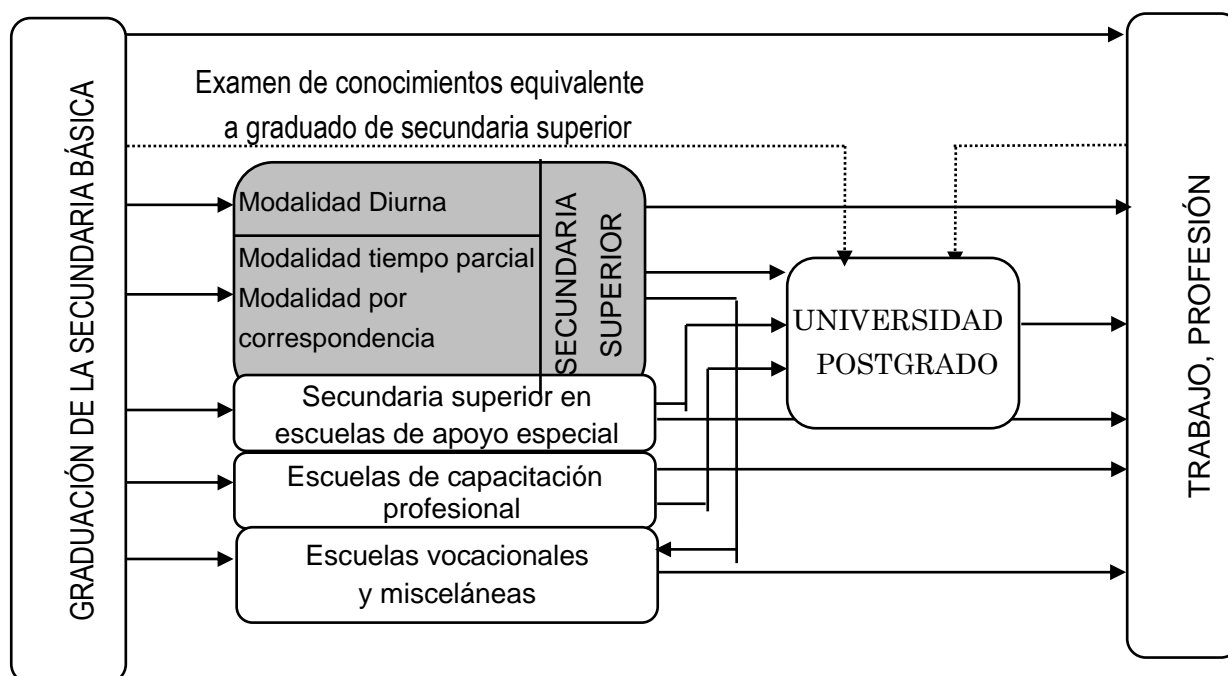 GRADUACIÓN DE LA SECUNDARIA BÁSICA
Examen de conocimientos equivalente
a graduado de secundaria superior
Modalidad Diurna
Modalidad tiempo parcial
Modalidad por
correspondencia
SECUNDARIA
SUPERIOR
Secundaria superior en
escuelas de apoyo especial
Escuelas de capacitación
profesional
Escuelas vocacionales
y misceláneas
UNIVERSIDAD
POSTGRADO
TRABAJO, PROFESIÓN